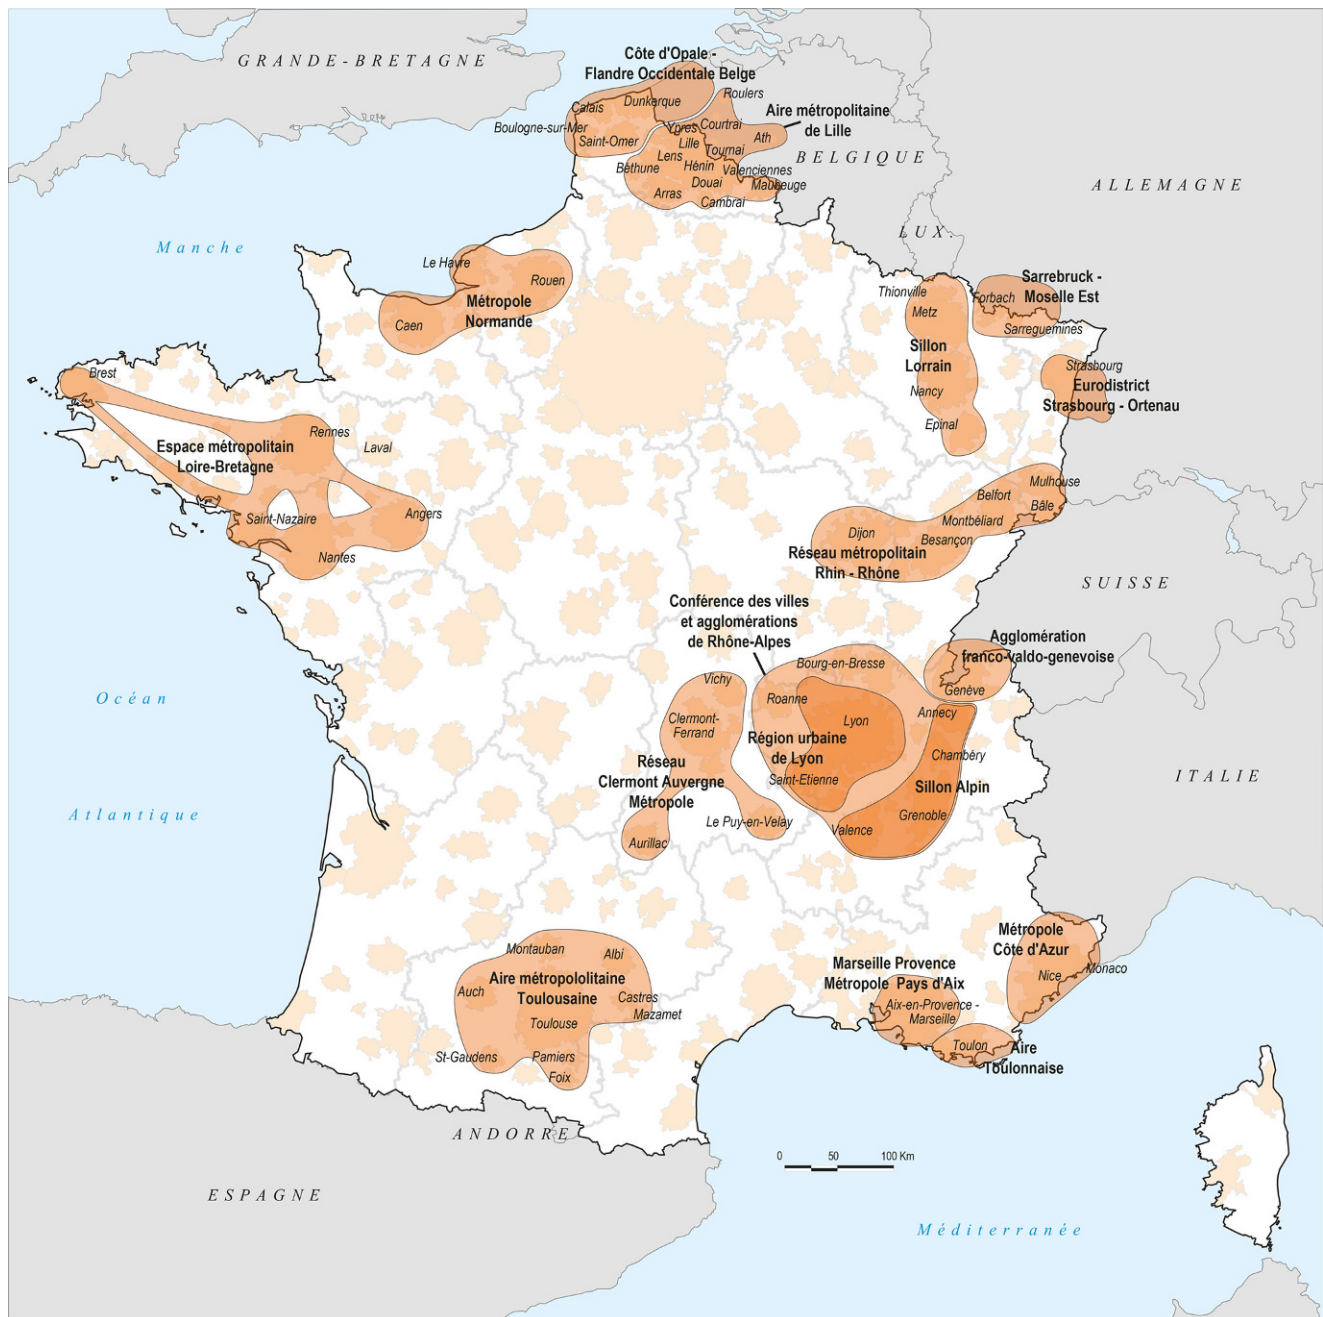 GRANDE-BRETAGNE
Côte d'Opale -
Flandre Occidentale Belge
Calais
Dunkerque
Roulers
Boulogne-sur-Mer
Saint-Omer
Ypres
Courtrai
Aire métropolitaine
de Lille
Lille
Tournai
Ath
BELGIQUE
Lens
Béthune
Hénin
Valenciennes
Douai
Maubeuge
Arras
Cambrai
ALLEMAGNE
LUX.
Manche
Le Havre
Rouen
Métropole
Normande
Caen
Thionville
Metz
Sillon
Lorrain
Nancy
Epinal
Sarrebruck -
Moselle Est
Forbach
Sarreguemines
Strasbourg
Eurodistrict
Strasbourg - Ortenau
Brest
Rennes
Laval
Espace métropolitain
Loire-Bretagne
Saint-Nazaire
Angers
Nantes
Mulhouse
Belfort
Bâle
Montbéliard
Dijon
Besançon
Réseau métropolitain
Rhin - Rhône
SUISSE
Conférence des villes
et agglomérations
de Rhône-Alpes
Agglomération
franco-valdo-genevoise
Genève
Bourg-en-Bresse
Roanne
Lyon
Annecy
Région urbaine
de Lyon
Chambéry
Saint-Etienne
Sillon Alpin
Grenoble
Valence
Vichy
Clermont-
Ferrand
Réseau
Clermont Auvergne
Métropole
Le Puy-en-Velay
Aurillac
Océan
Atlantique
ITALIE
Montauban
Albi
Aire métropololitaine
Toulousaine
Auch
Castres
Mazamet
Toulouse
St-Gaudens
Pamiers
Foix
Marseille Provence
Métropole Pays d'Aix
Aix-en-Provence -
Marseille
Métropole
Côte d'Azur
Nice
Monaco
Toulon
Aire
Toulonnaise
ANDORRE
0 50 100 Km
ESPAGNE
Méditerranée